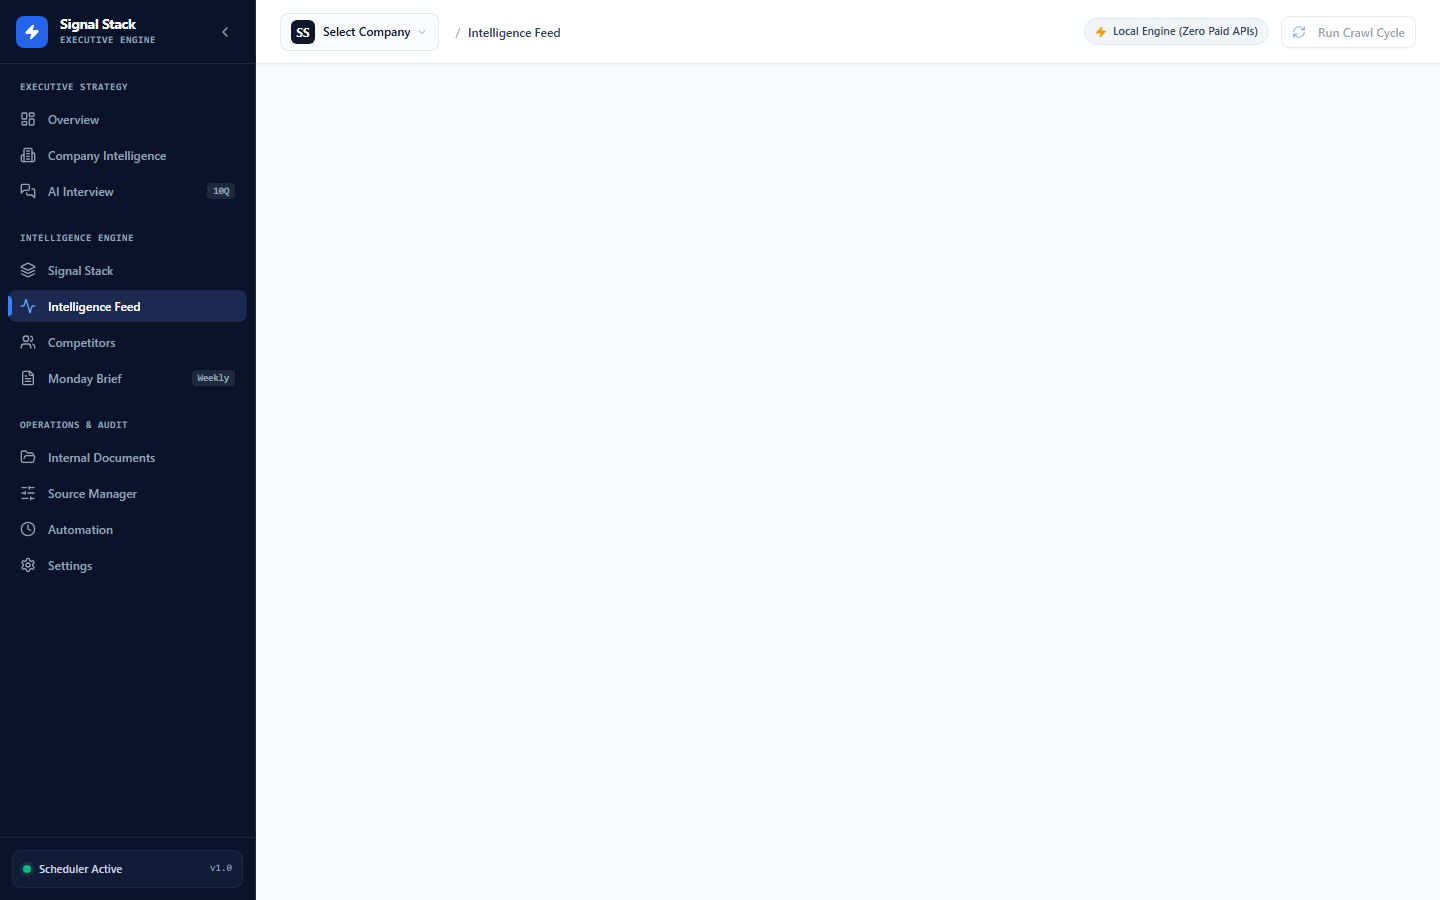 Signal Stack
EXECUTIVE ENGINE
EXECUTIVE STRATEGY
Overview
Company Intelligence
AI Interview 10Q
INTELLIGENCE ENGINE
Signal Stack
Intelligence Feed
Competitors
Monday Brief Weekly
OPERATIONS & AUDIT
Internal Documents
Source Manager
Automation
Settings
Scheduler Active v1.0
SS Select Company / Intelligence Feed
Local Engine (Zero Paid APIs)
Run Crawl Cycle